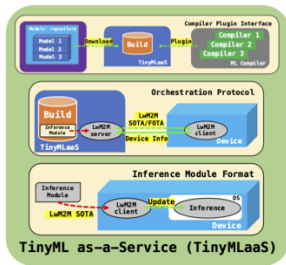 Models' repository
Model 1
Model 2
Model 3
Download
Build
TinyMLaaS
Plugin
Compiler Plugin Interface
Compiler 1
Compiler 2
Compiler 3
ML Compiler
Orchestration Protocol
Build
Inference Module
LwM2M server
TinyMLaaS
LwM2M SOTA/FOTA
Device Info
LwM2M client
Device
Inference Module Format
Inference Module
LwM2M SOTA
LwM2M client
Update
OS
Inference
Device
TinyML as-a-Service (TinyMLaaS)